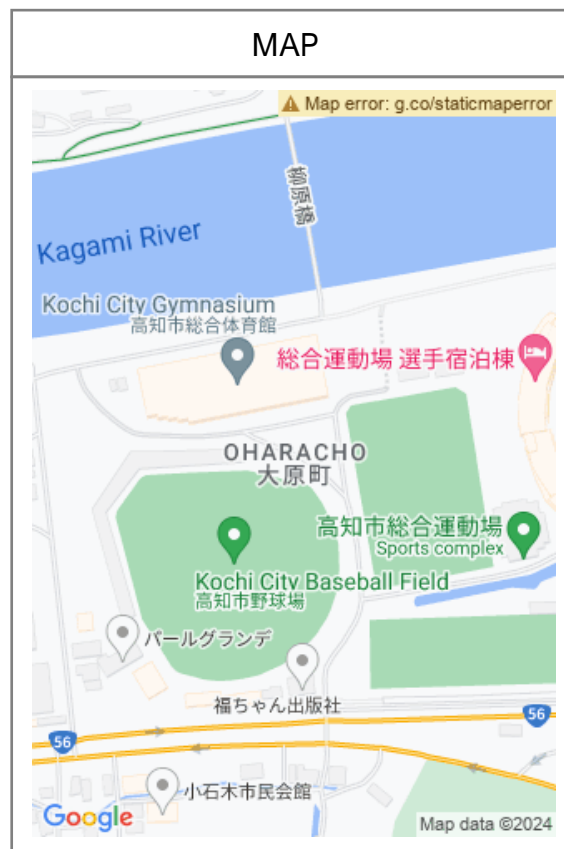 MAP
Map error: g.co/staticmaperror
柳原橋
Kagami River
Kochi City Gymnasium
高知市総合体育館
総合運動場 選手宿泊棟
OHARACHO
大原町
高知市総合運動場
Sports complex
Kochi City Baseball Field
高知市野球場
パールグランデ
福ちゃん出版社
56
56
小石木市民会館
Google
Map data ©2024